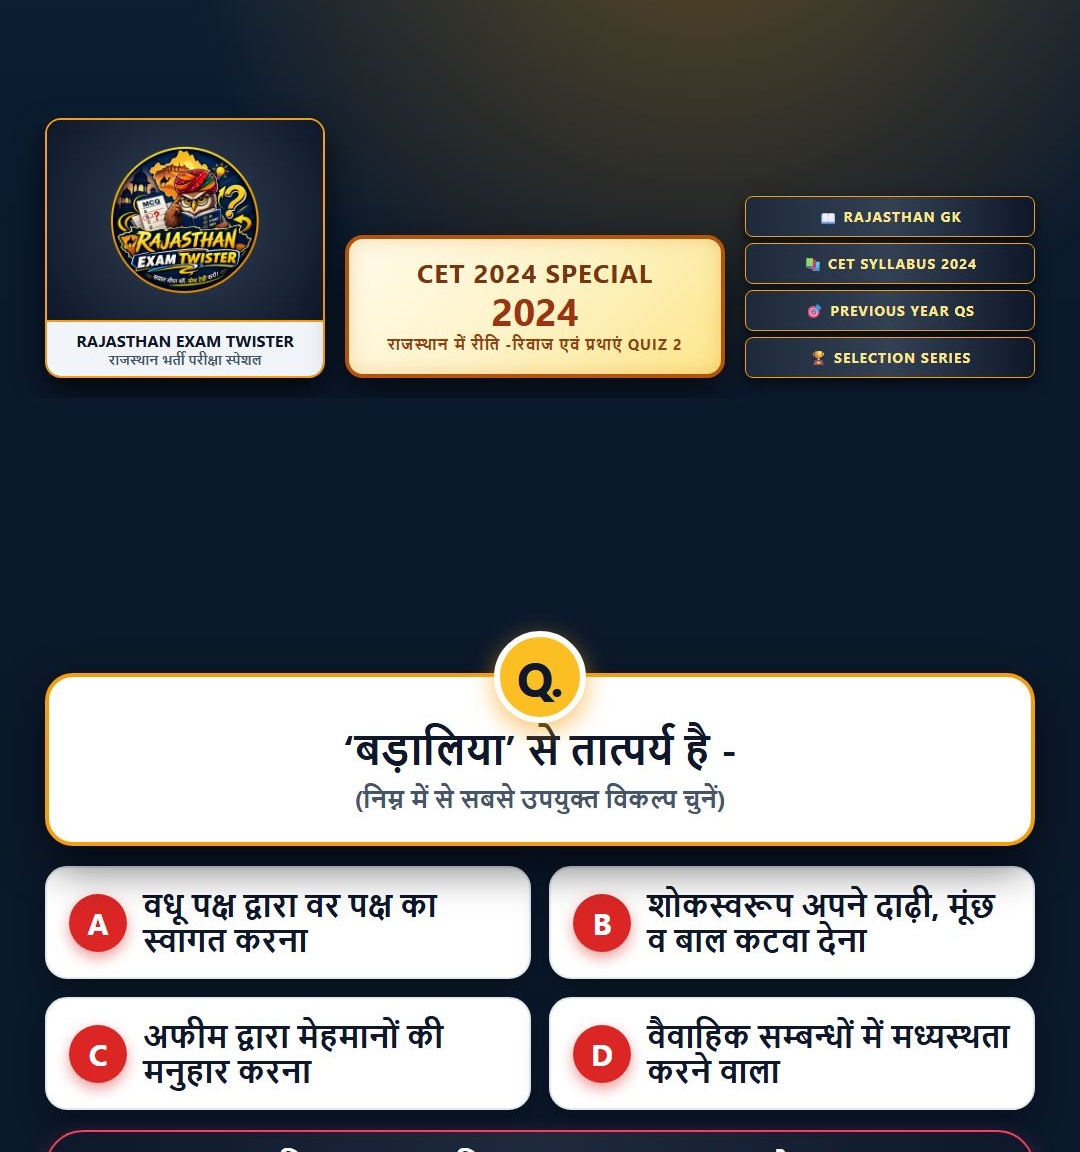 MCQ
?
?
RAJASTHAN
EXAM TWISTER
RAJASTHAN EXAM TWISTER
राजस्थान भर्ती परीक्षा स्पेशल
CET 2024 SPECIAL
2024
राजस्थान में रीति -रिवाज एवं प्रथाएं QUIZ 2
RAJASTHAN GK
CET SYLLABUS 2024
PREVIOUS YEAR QS
SELECTION SERIES
Q.
‘बड़ालिया’ से तात्पर्य है -
(निम्न में से सबसे उपयुक्त विकल्प चुनें)
A
वधू पक्ष द्वारा वर पक्ष का
स्वागत करना
B
शोकस्वरूप अपने दाढ़ी, मूंछ
व बाल कटवा देना
C
अफीम द्वारा मेहमानों की
मनुहार करना
D
वैवाहिक सम्बन्धों में मध्यस्थता
करने वाला